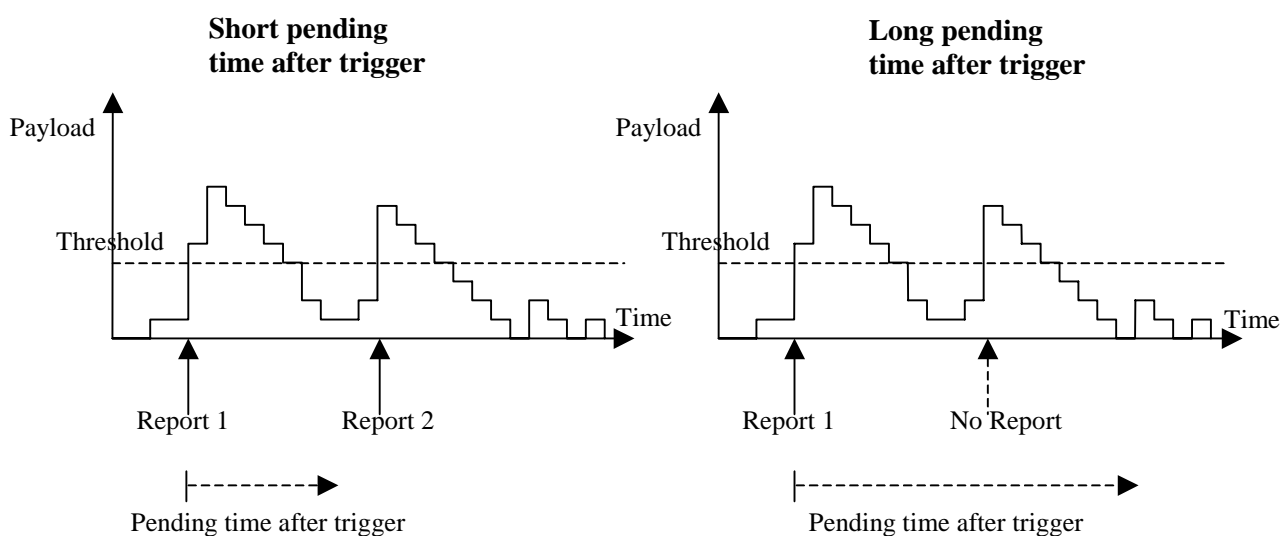 Short pending
time after trigger
Payload
Threshold
Time
Report 1
Report 2
Pending time after trigger
Long pending
time after trigger
Payload
Threshold
Time
Report 1
No Report
Pending time after trigger